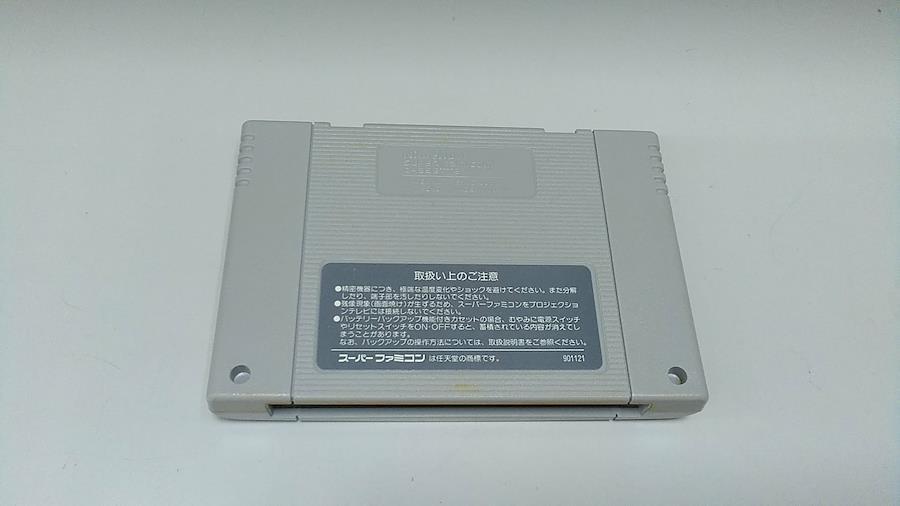 Nintendo
取扱い上のご注意
●精密機器につき、極端な温度変化やショックを避けてください。また分解
したり、端子部を汚したりしないでください。
●残像現象(画面焼け)が生ずるため、スーパーファミコンをプロジェクショ
ンテレビには接続しないでください。
●バッテリーバックアップ機能付きカセットの場合、むやみに電源スイッチ
やリセットスイッチをON・OFFすると、蓄積されている内容が消えてし
まうことがあります。
なお、バックアップの操作方法については、取扱説明書をご参照ください。
スーパーファミコン は任天堂の商標です。 901121